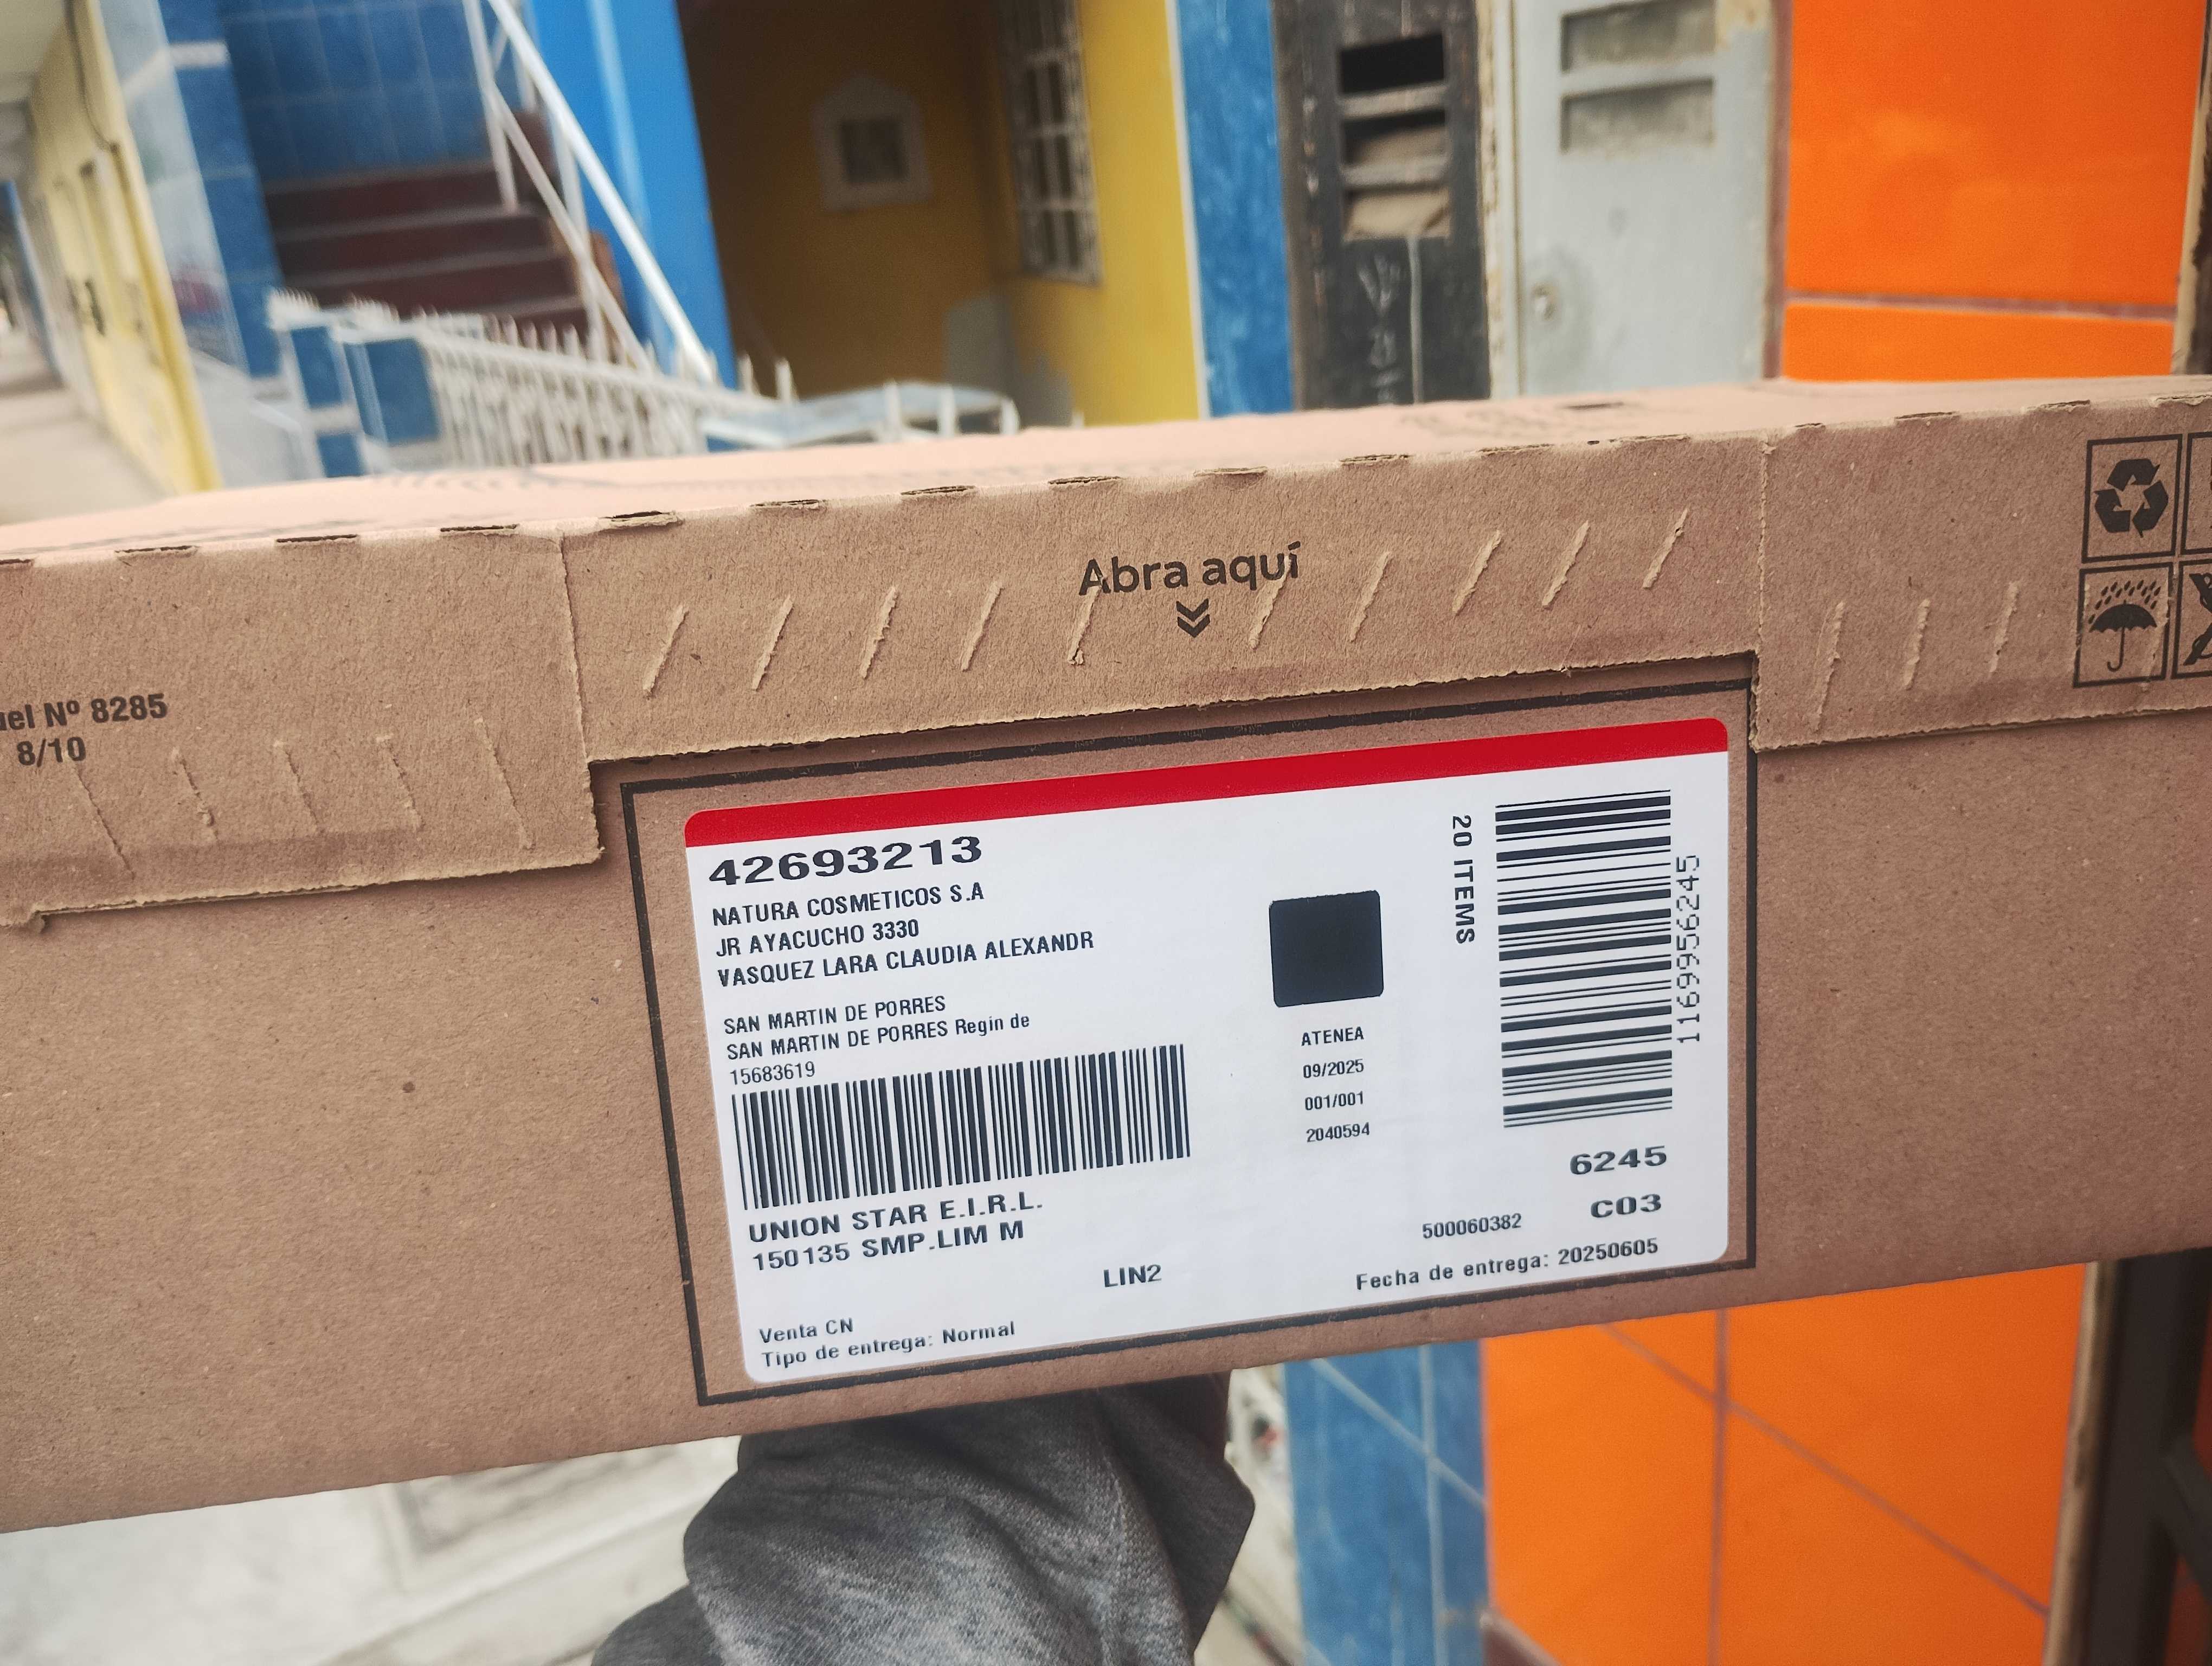 Abra aquí
Nº 8285
8/10
42693213
NATURA COSMETICOS S.A
JR AYACUCHO 3330
VASQUEZ LARA CLAUDIA ALEXANDR
SAN MARTIN DE PORRES
SAN MARTIN DE PORRES Regin de
15683619
UNION STAR E.I.R.L.
150135 SMP.LIM M
LIN2
Venta CN
Tipo de entrega: Normal
ATENEA
09/2025
001/001
2040594
20 ITEMS
1169956245
6245
C03
500060382
Fecha de entrega: 20250605